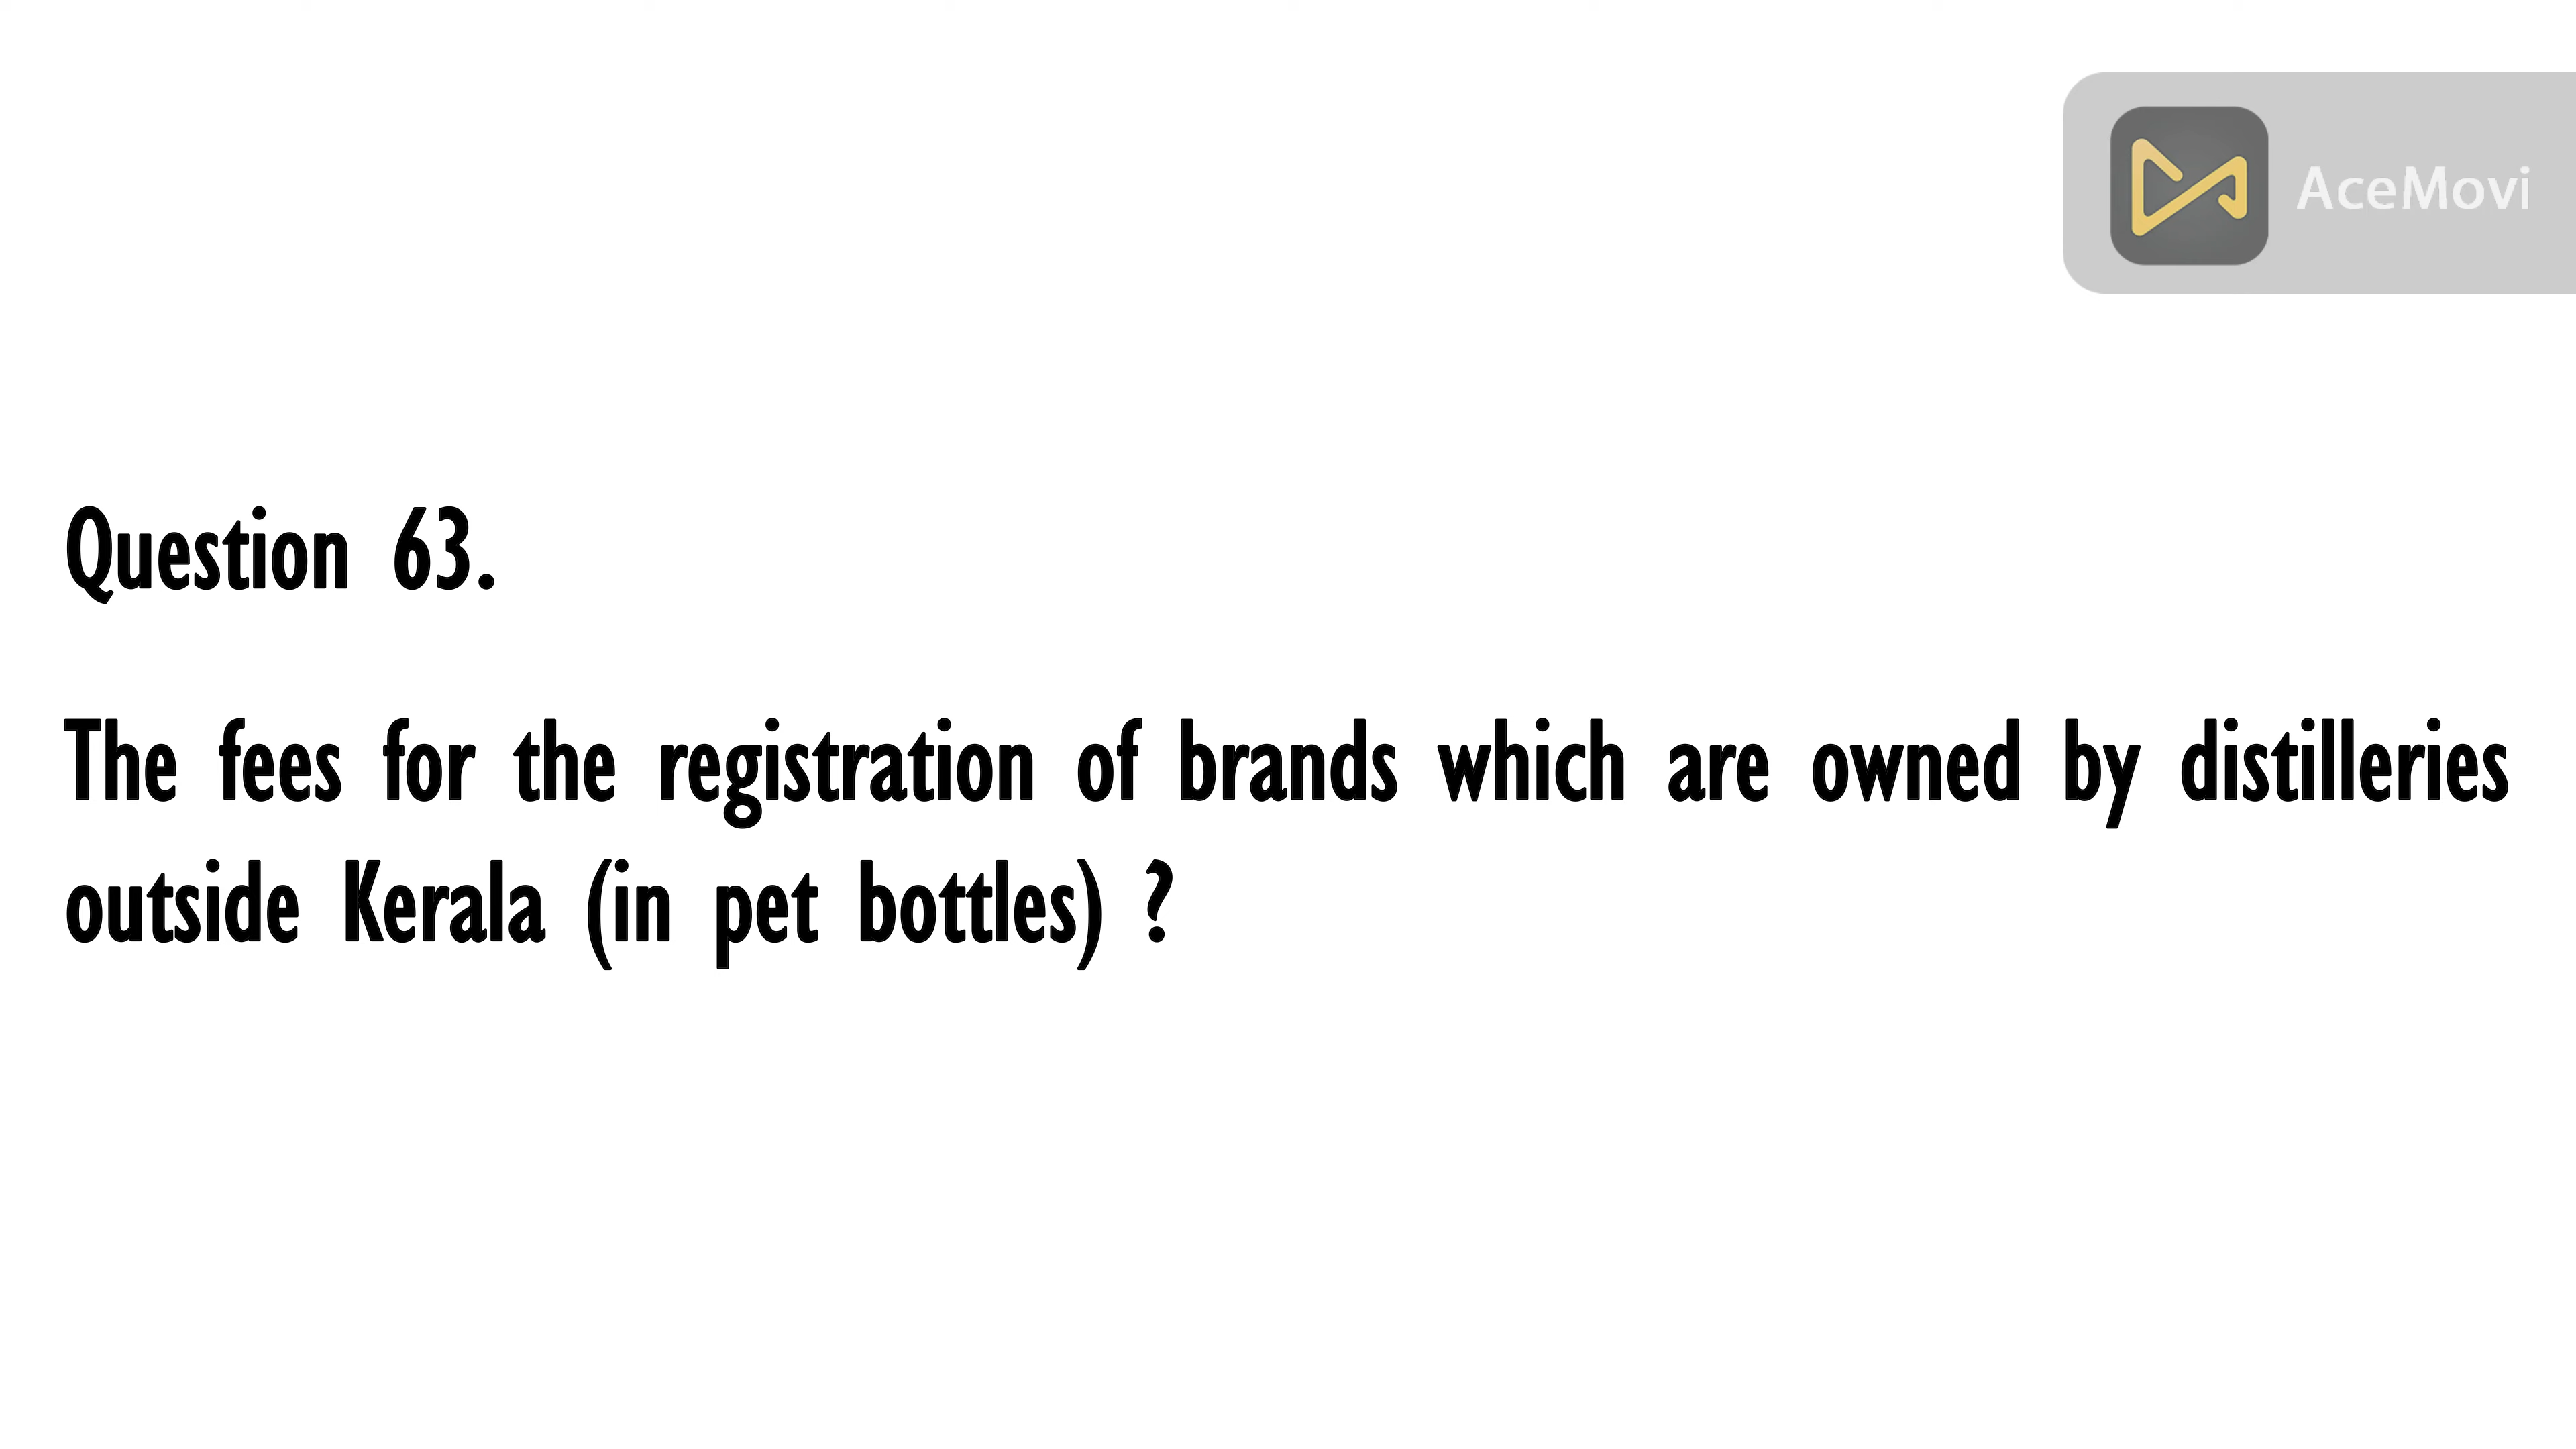 AceMovi
Question 63.
The fees for the registration of brands which are owned by distilleries
outside Kerala (in pet bottles) ?